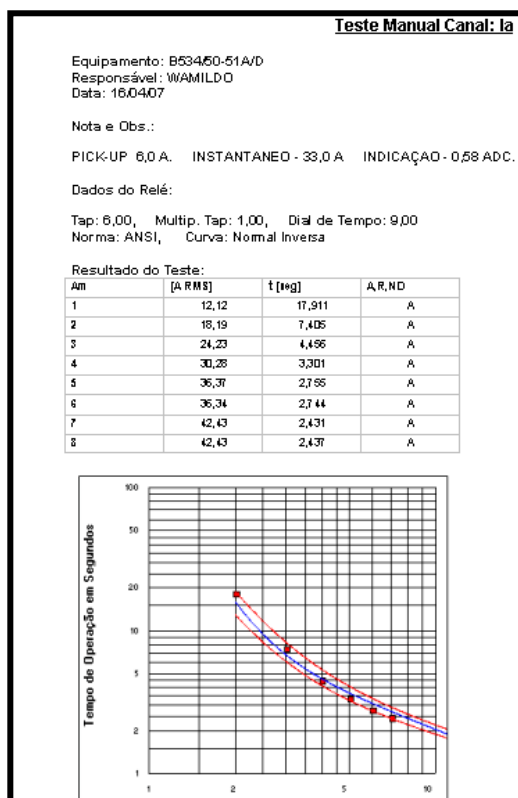 Teste Manual Canal: Ia
Equipamento: B534/50-51A/D
Responsável: WAMILDO
Data: 16/04/07
Nota e Obs.:
PICK-UP 6,0 A. INSTANTANEO - 33,0 A INDICAÇAO - 0,58 ADC.
Dados do Relé:
Tap: 6,00, Multip. Tap: 1,00, Dial de Tempo: 9,00
Norma: ANSI, Curva: Normal Inversa
Resultado do Teste:
Am [A RMS] t [seg] A,R,ND
1 12,12 17,911 A
2 18,19 7,405 A
3 24,23 4,456 A
4 30,28 3,301 A
5 36,37 2,755 A
6 36,34 2,744 A
7 42,43 2,431 A
8 42,43 2,437 A
Tempo de Operação em Segundos
100
50
20
10
5
2
1
1 2 5 10